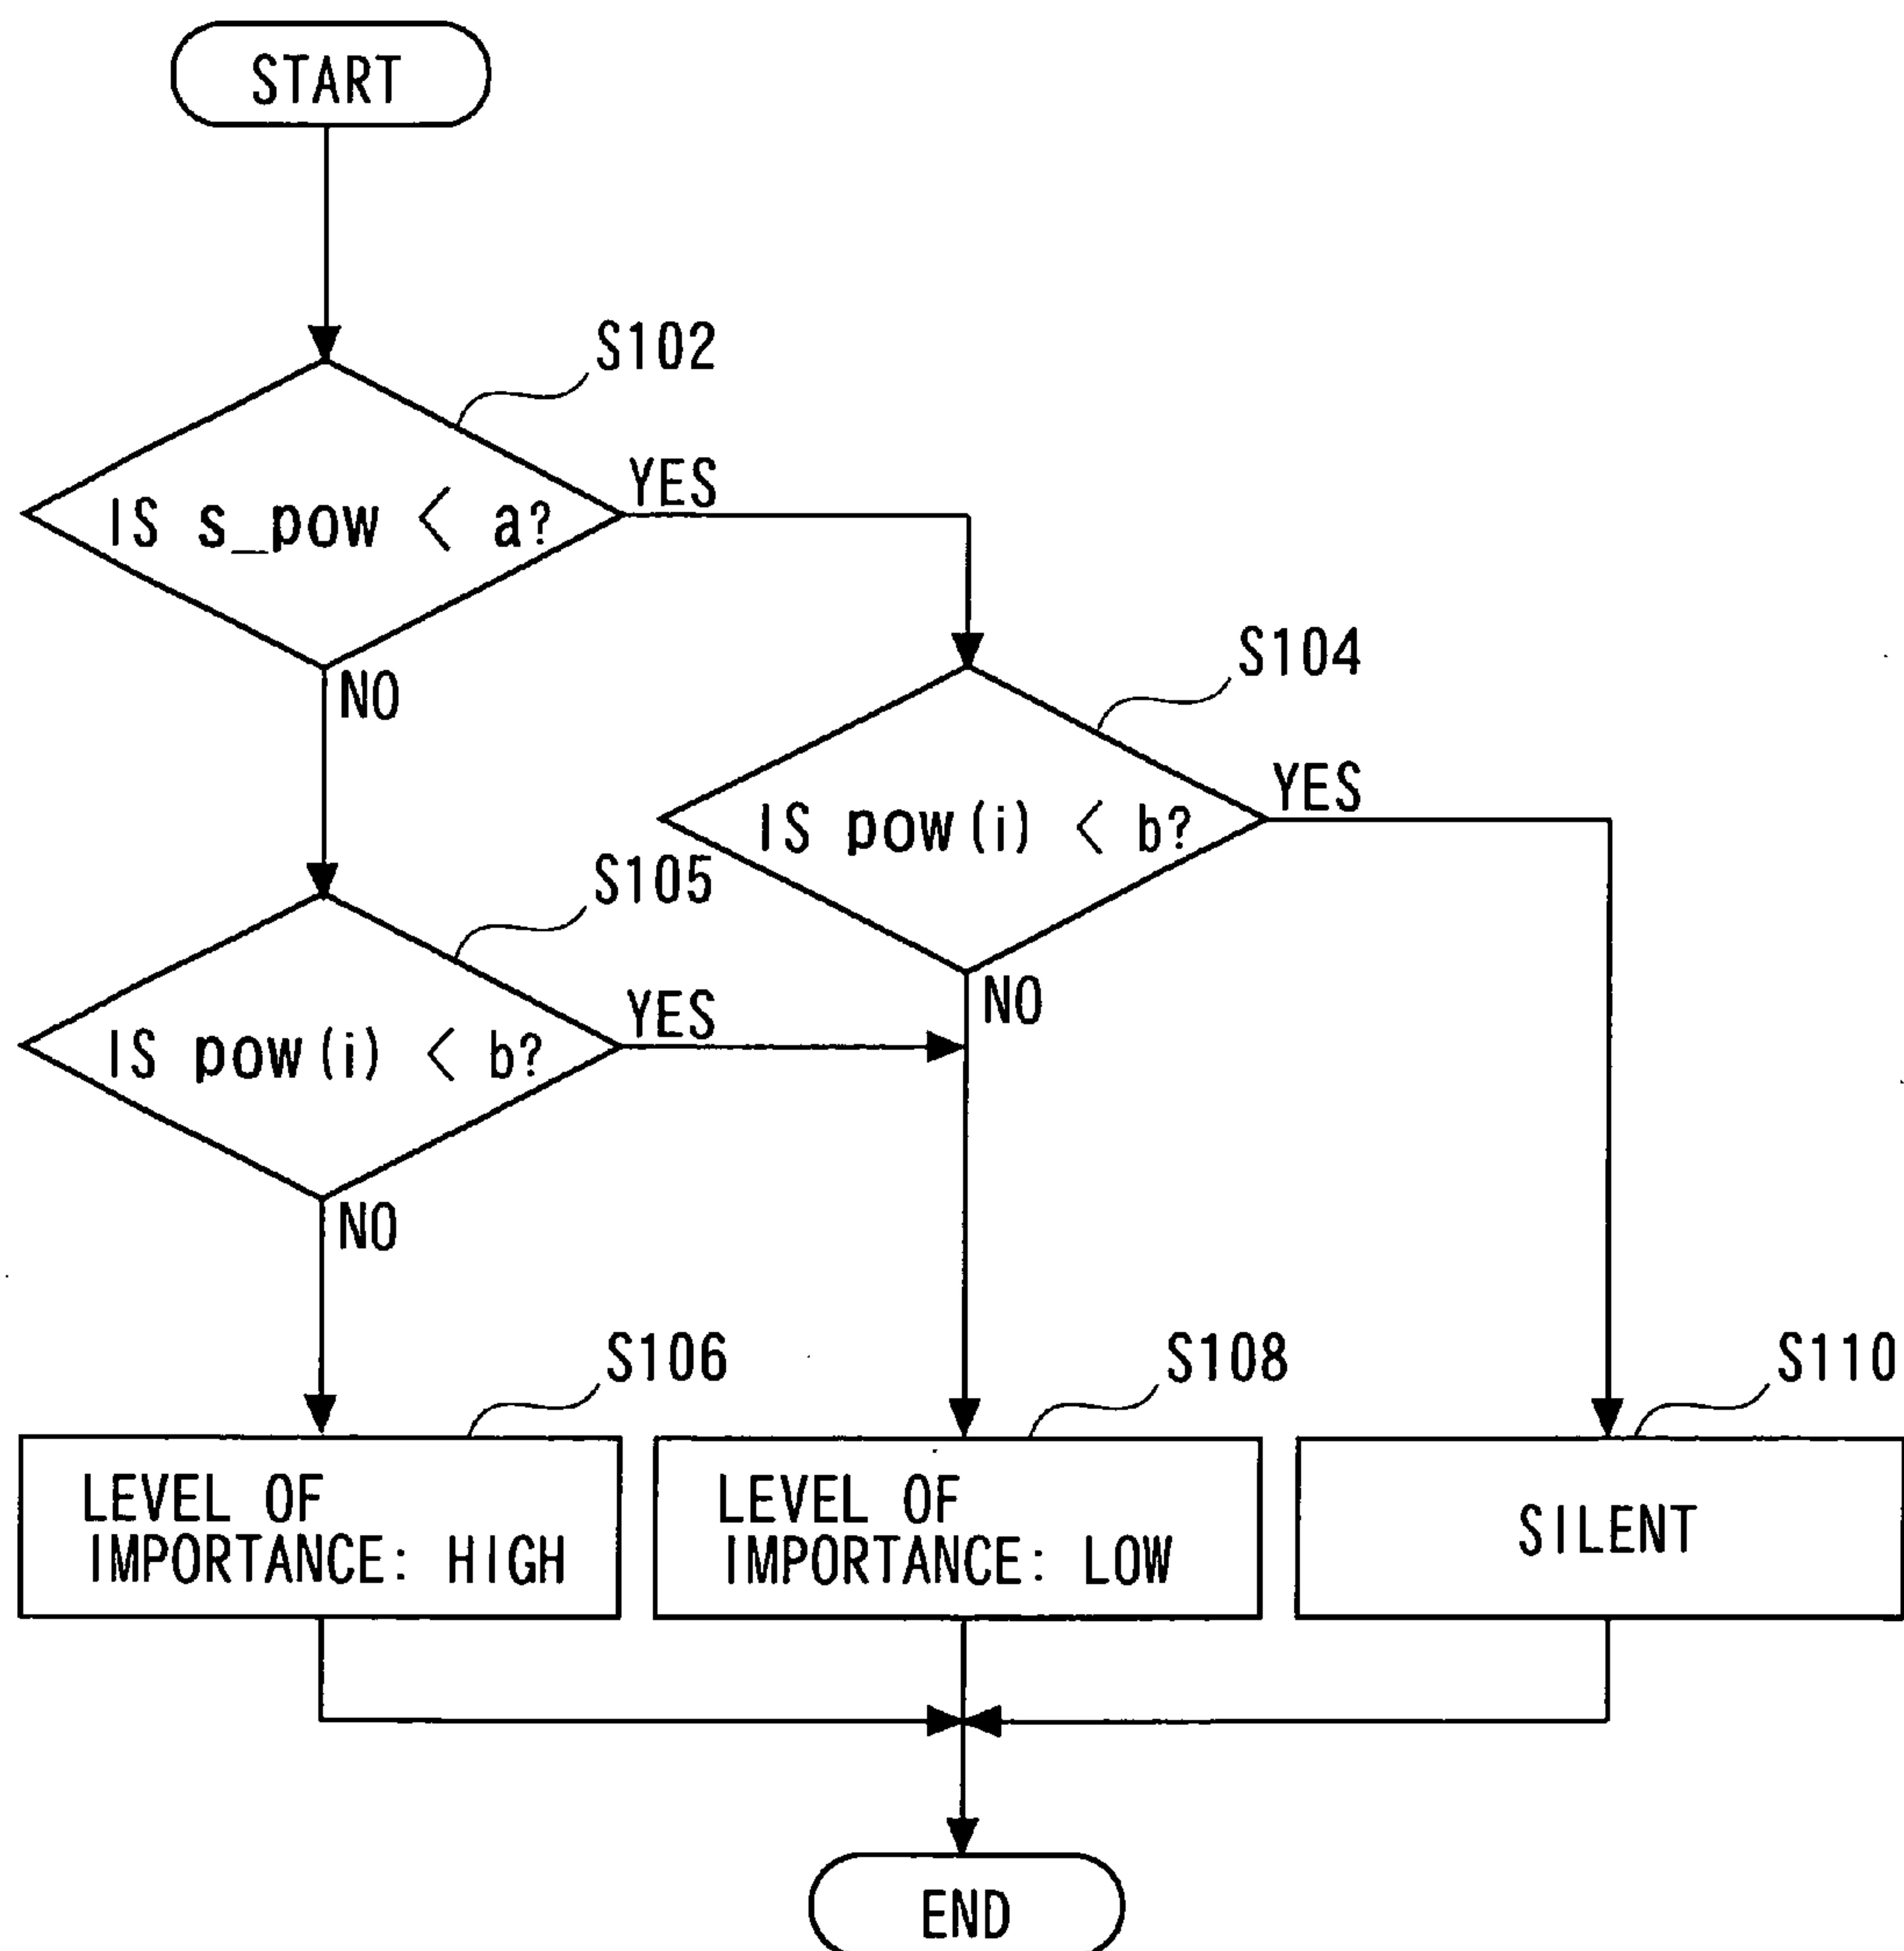 START
S102
IS s_pow < a?
YES
NO
S104
IS pow(i) < b?
YES
NO
S105
IS pow(i) < b?
YES
NO
S106
LEVEL OF
IMPORTANCE: HIGH
S108
LEVEL OF
IMPORTANCE: LOW
S110
SILENT
END